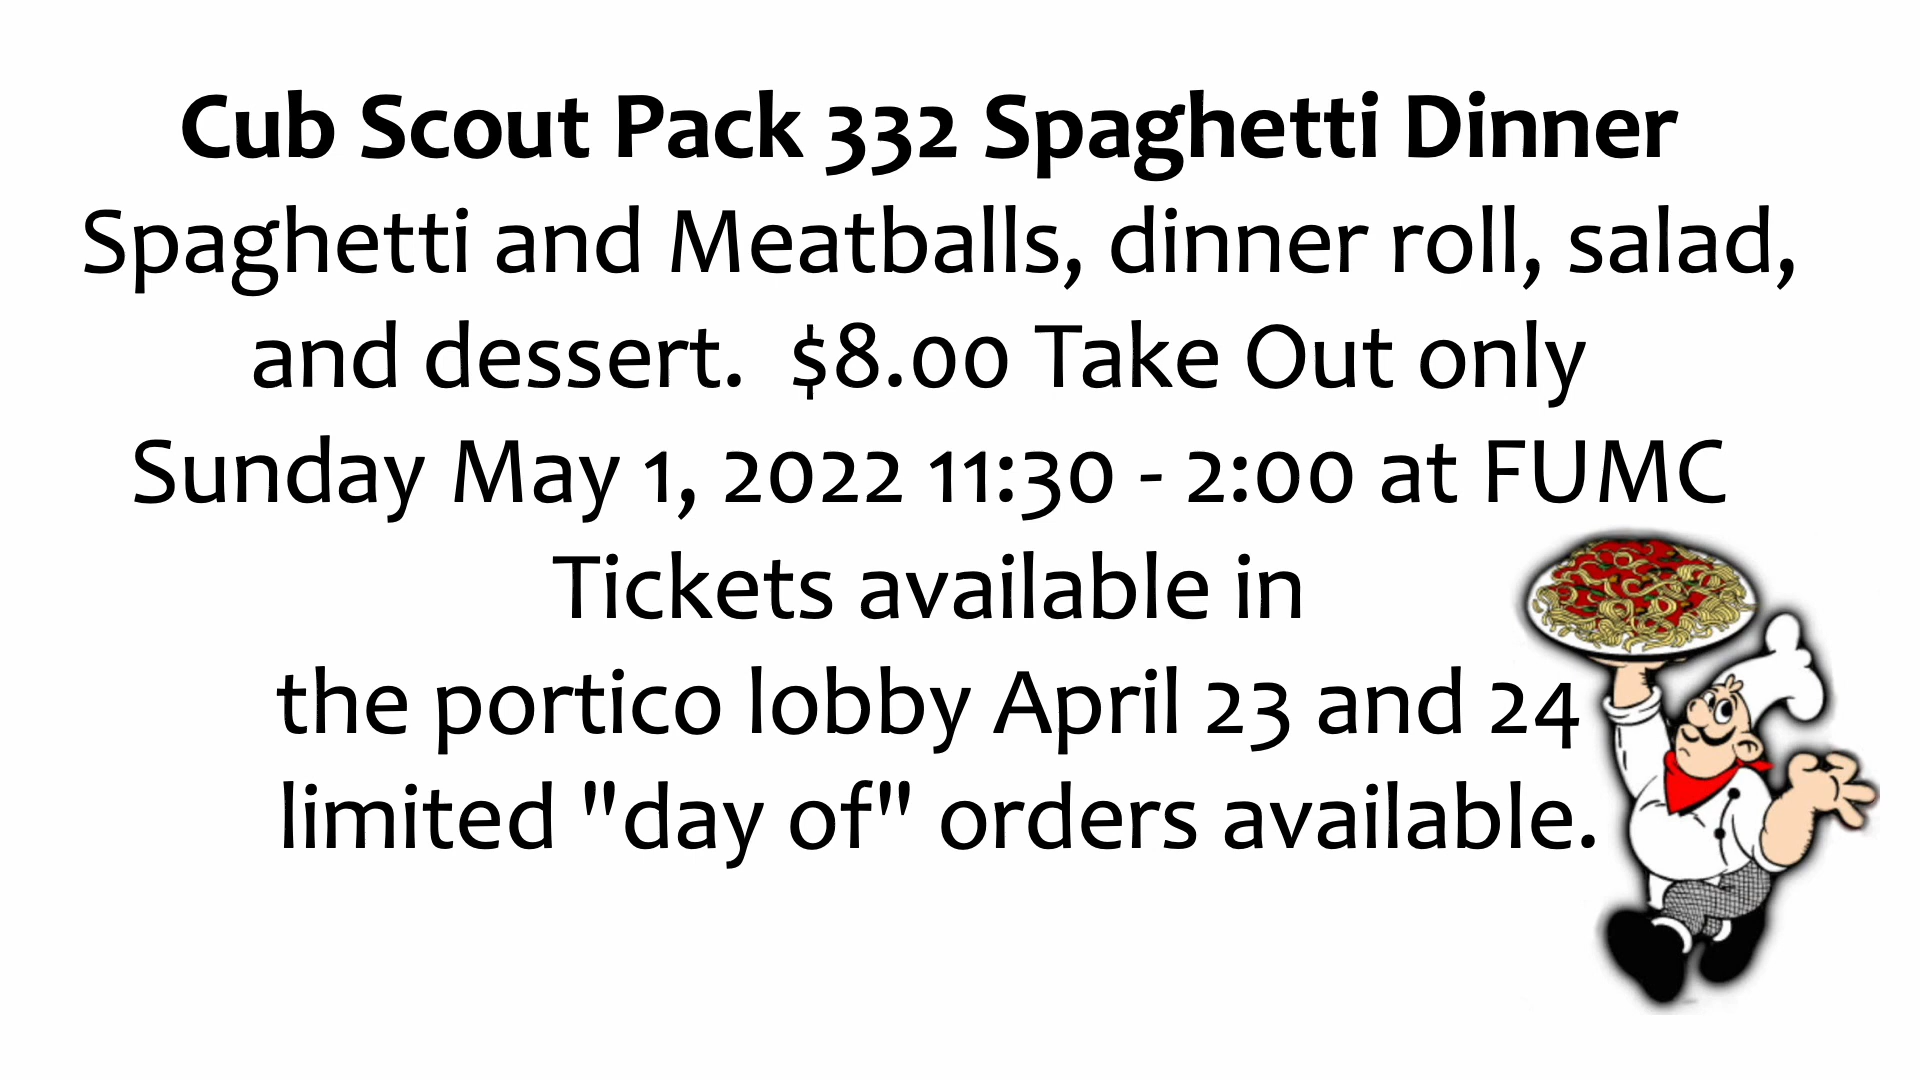 Cub Scout Pack 332 Spaghetti Dinner
Spaghetti and Meatballs, dinner roll, salad,
and dessert.  $8.00 Take Out only
Sunday May 1, 2022 11:30 - 2:00 at FUMC
Tickets available in
the portico lobby April 23 and 24
limited "day of" orders available.